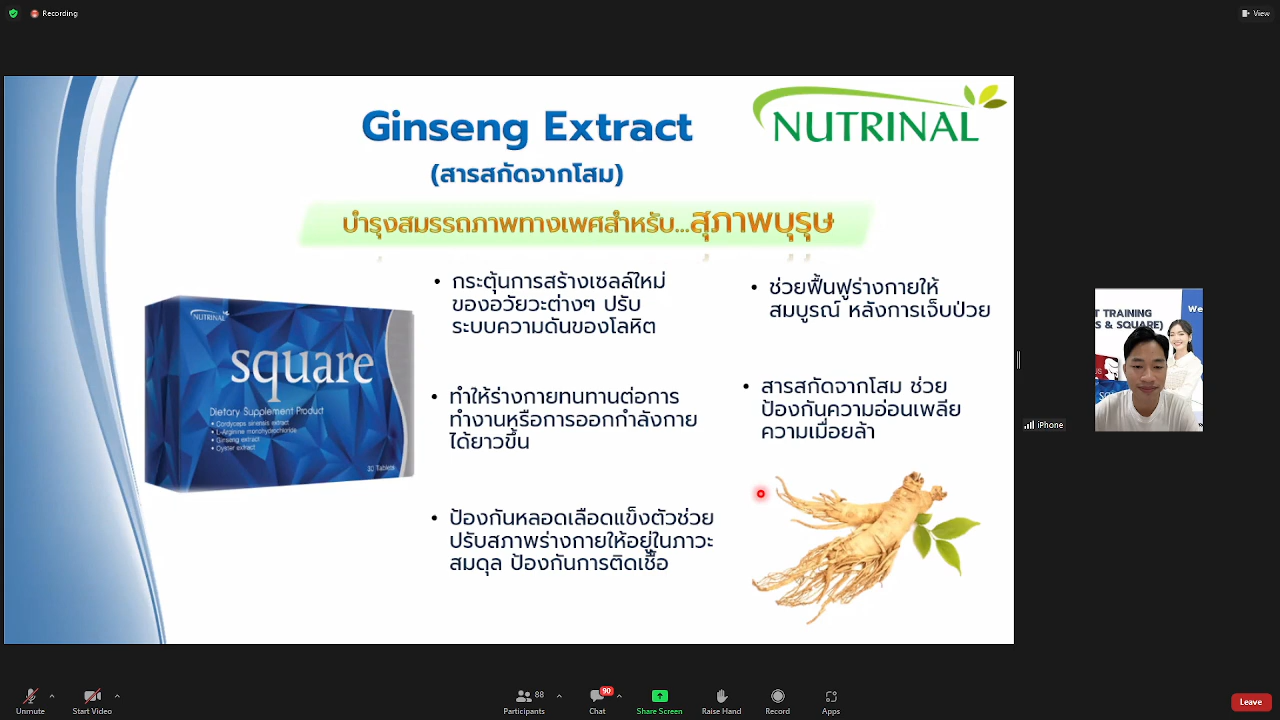 Recording
View
Ginseng Extract
NUTRINAL
(สารสกัดจากโสม)
บำรุงสมรรถภาพทางเพศสำหรับ...สุภาพบุรุษ
• กระตุ้นการสร้างเซลล์ใหม่
ของอวัยวะต่างๆ ปรับ
ระบบความดันของโลหิต
• ทำให้ร่างกายทนทานต่อการ
ทำงานหรือการออกกำลังกาย
ได้ยาวขึ้น
• ป้องกันหลอดเลือดแข็งตัวช่วย
ปรับสภาพร่างกายให้อยู่ในภาวะ
สมดุล ป้องกันการติดเชื้อ
• ช่วยฟื้นฟูร่างกายให้
สมบูรณ์ หลังการเจ็บป่วย
• สารสกัดจากโสม ช่วย
ป้องกันความอ่อนเพลีย
ความเมื่อยล้า
NUTRINAL
square
Dietary Supplement Product
• Cordyceps sinensis extract
• L-Arginine monohydrochloride
• Ginseng extract
• Oyster extract
30 Tablets
T TRAINING
S & SQUARE)
We
iPhone
Unmute
Start Video
Participants
88
Chat
90
Share Screen
Raise Hand
Record
Apps
Leave